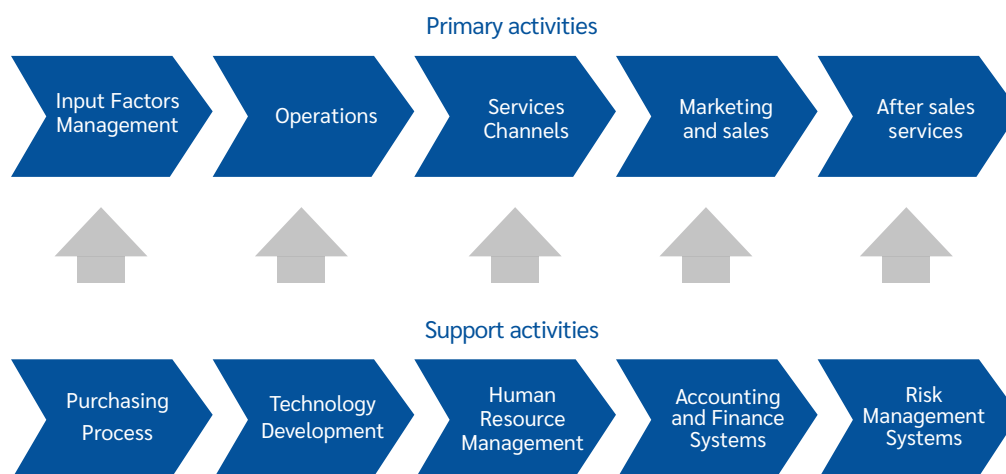 Primary activities
Input Factors
Management
Operations
Services
Channels
Marketing
and sales
After sales
services
Support activities
Purchasing
Process
Technology
Development
Human
Resource
Management
Accounting
and Finance
Systems
Risk
Management
Systems